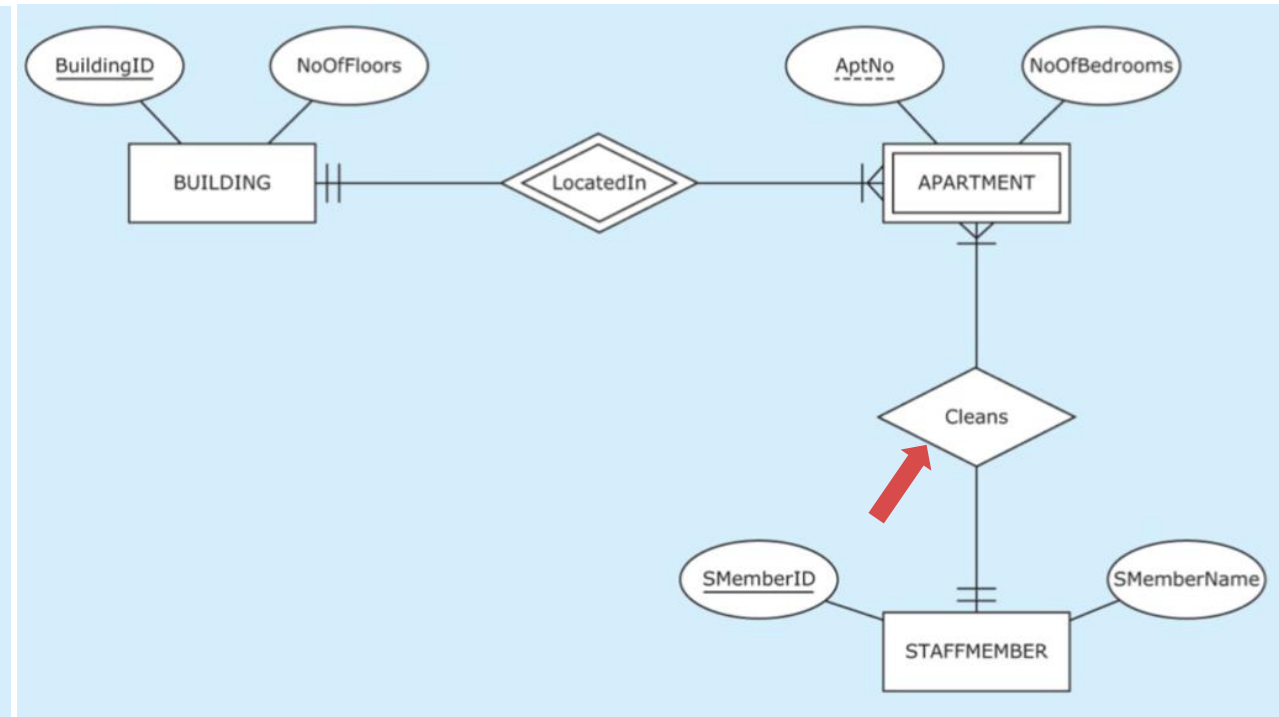 BuildingID
NoOfFloors
AptNo
NoOfBedrooms
BUILDING
LocatedIn
APARTMENT
Cleans
SMemberID
SMemberName
STAFFMEMBER